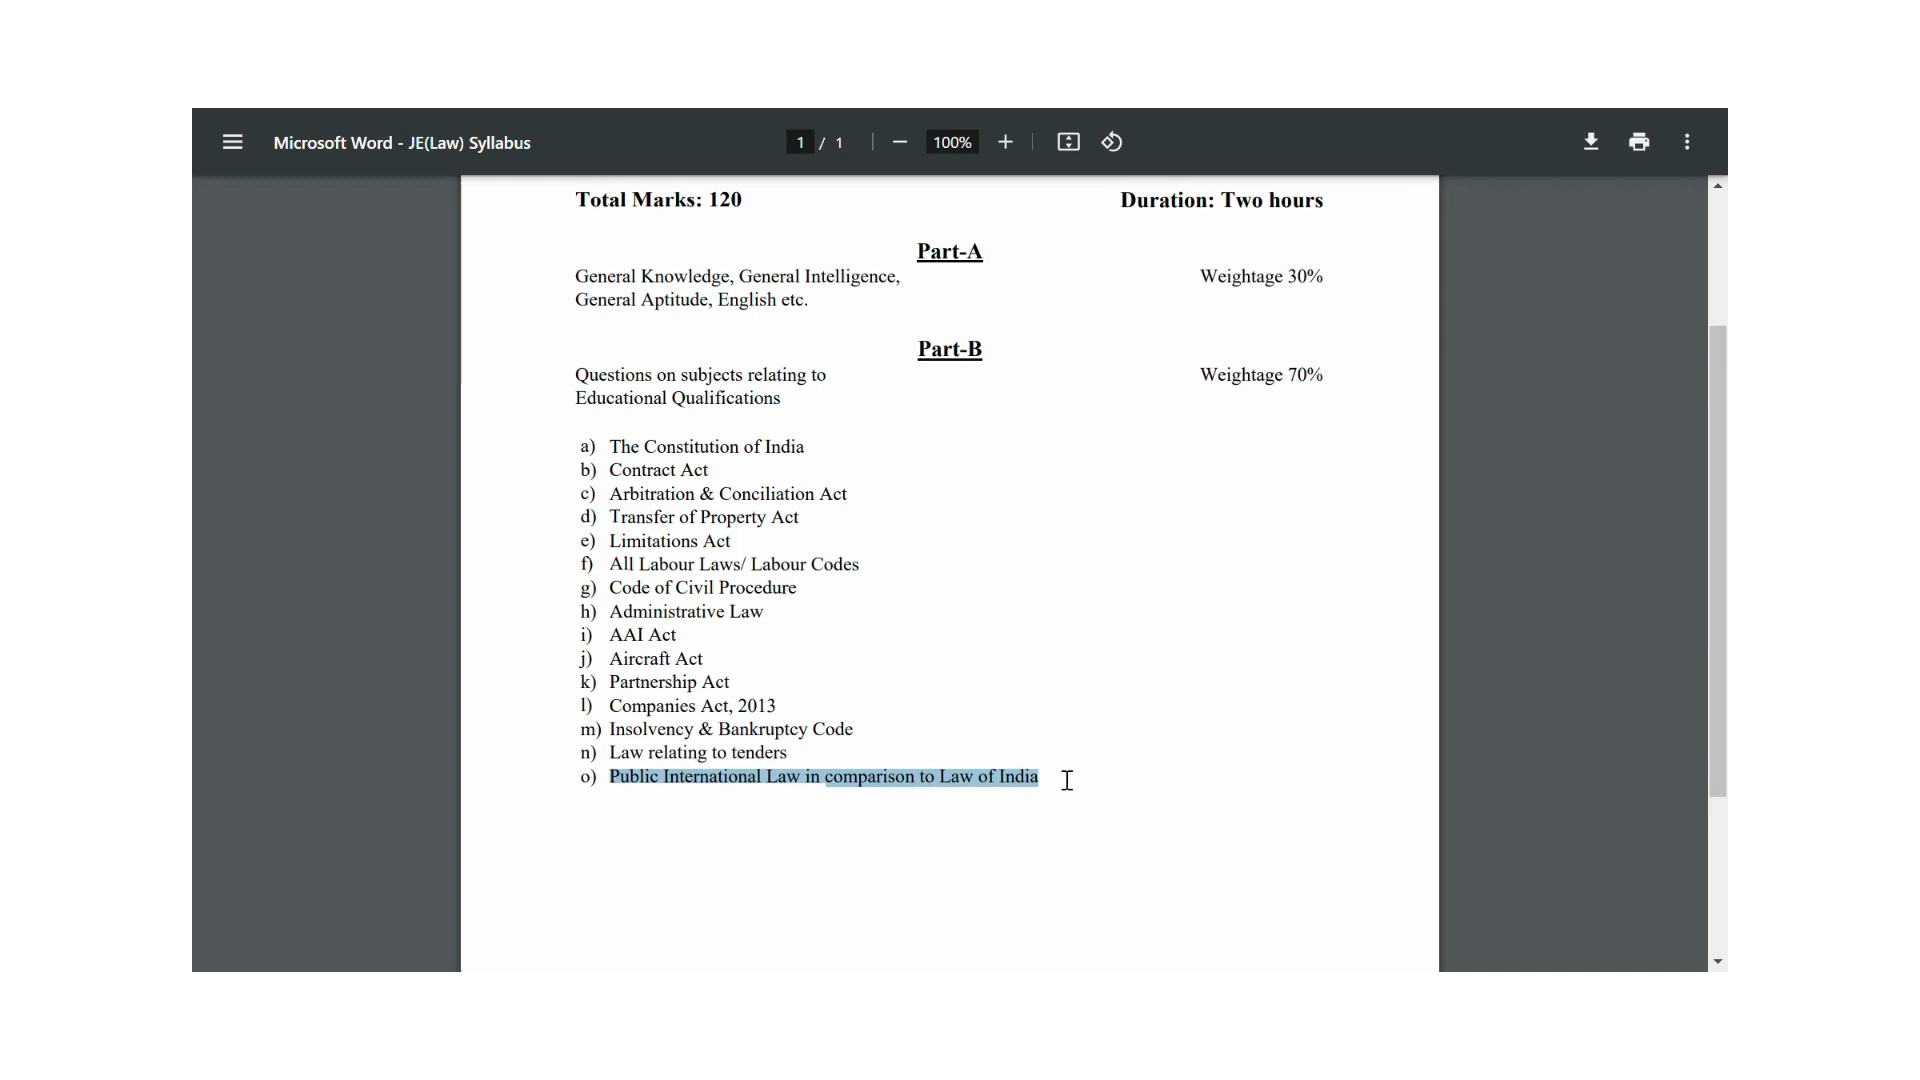 Microsoft Word - JE(Law) Syllabus 1 / 1 100%
Total Marks: 120 Duration: Two hours
Part-A
General Knowledge, General Intelligence, Weightage 30%
General Aptitude, English etc.
Part-B
Questions on subjects relating to Weightage 70%
Educational Qualifications
a) The Constitution of India
b) Contract Act
c) Arbitration & Conciliation Act
d) Transfer of Property Act
e) Limitations Act
f) All Labour Laws/ Labour Codes
g) Code of Civil Procedure
h) Administrative Law
i) AAI Act
j) Aircraft Act
k) Partnership Act
l) Companies Act, 2013
m) Insolvency & Bankruptcy Code
n) Law relating to tenders
o) Public International Law in comparison to Law of India